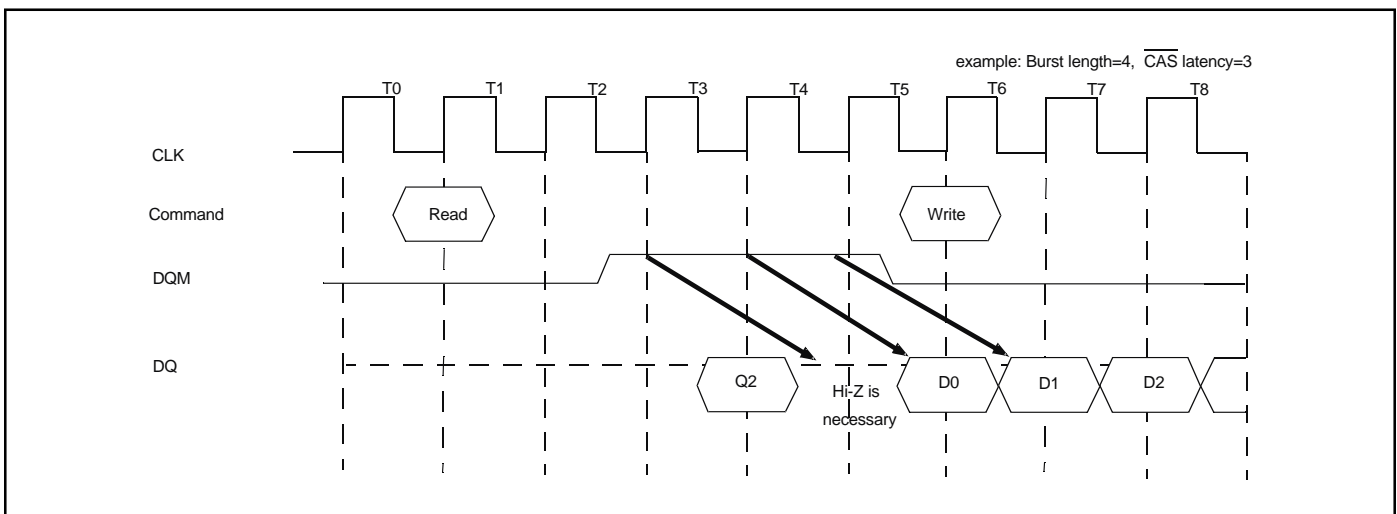 example: Burst length=4, CAS latency=3
T0 T1 T2 T3 T4 T5 T6 T7 T8
CLK
Command Read Write
DQM
DQ Q2 D0 D1 D2
Hi-Z is
necessary